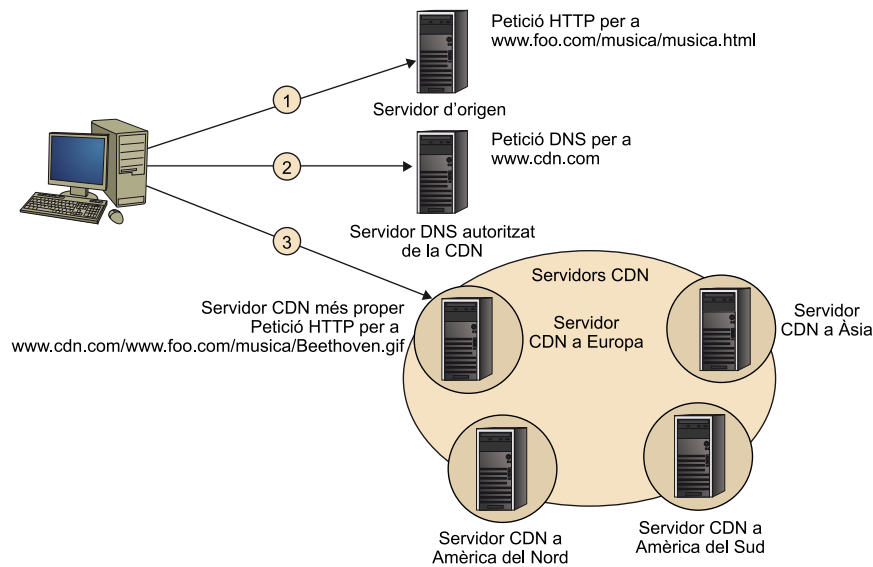 Petició HTTP per a
www.foo.com/musica/musica.html
1
Servidor d'origen
Petició DNS per a
www.cdn.com
2
Servidor DNS autoritzat
de la CDN
3
Servidors CDN
Servidor CDN més proper
Petició HTTP per a
www.cdn.com/www.foo.com/musica/Beethoven.gif
Servidor
CDN a Europa
Servidor
CDN a Àsia
Servidor CDN a
Amèrica del Nord
Servidor CDN a
Amèrica del Sud